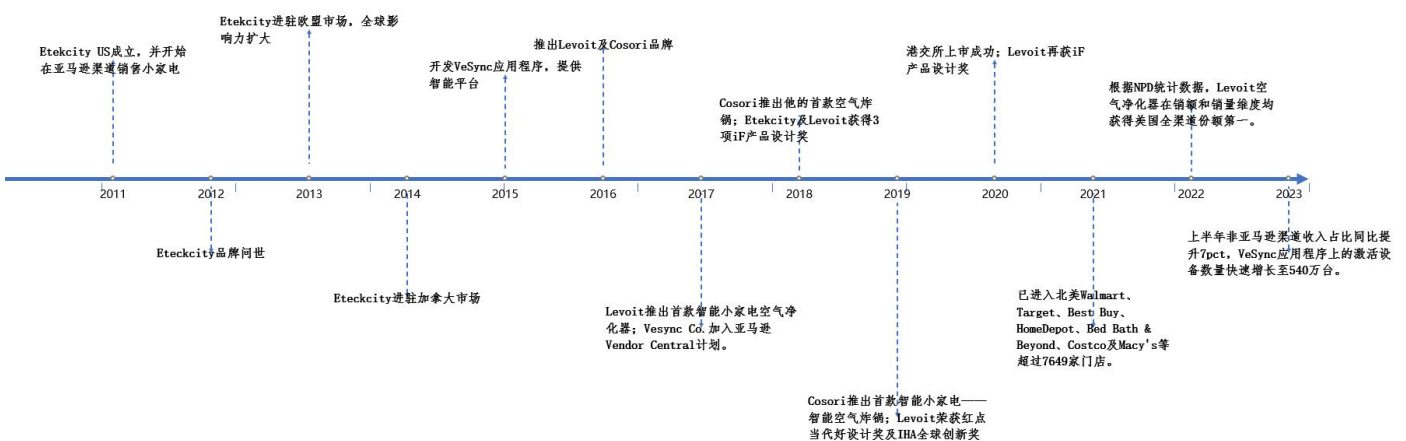 Etekcity US成立，并开始
在亚马逊渠道销售小家电
Etekcity进驻欧盟市场，全球影
响力扩大
开发VeSync应用程序，提供
智能平台
推出Levoit及Cosori品牌
Cosori推出他的首款空气炸
锅；Etekcity及Levoit获得3
项iF产品设计奖
港交所上市成功；Levoit再获iF
产品设计奖
根据NPD统计数据，Levoit空
气净化器在销额和销量维度均
获得美国全渠道份额第一。
2011
2012
2013
2014
2015
2016
2017
2018
2019
2020
2021
2022
2023
Eteckcity品牌问世
Eteckcity进驻加拿大市场
Levoit推出首款智能小家电空气净
化器；Vesync Co.加入亚马逊
Vendor Central计划。
Cosori推出首款智能小家电——
智能空气炸锅；Levoit荣获红点
当代好设计奖及IHA全球创新奖
已进入北美Walmart、
Target、Best Buy、
HomeDepot、Bed Bath &
Beyond、Costco及Macy's等
超过7649家门店。
上半年非亚马逊渠道收入占比同比提
升7pct，VeSync应用程序上的激活设
备数量快速增长至540万台。